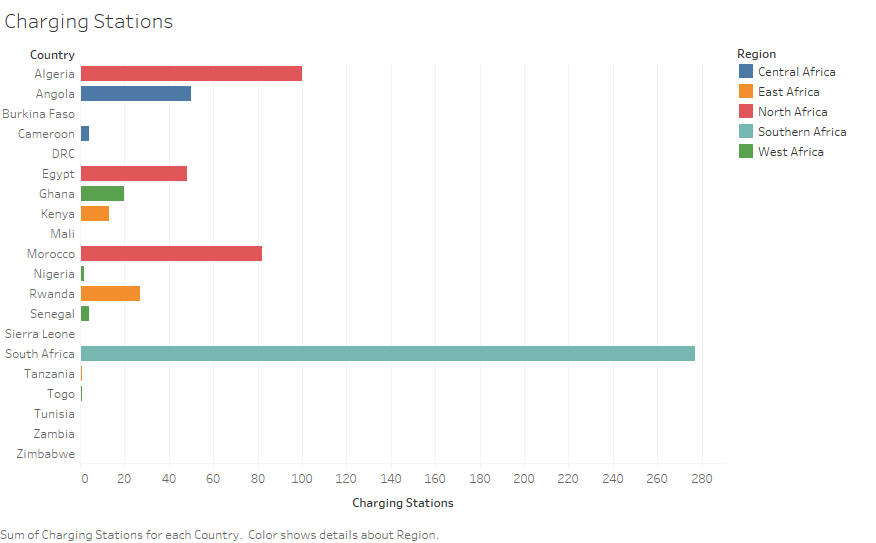 Charging Stations
Country
Algeria
Angola
Burkina Faso
Cameroon
DRC
Egypt
Ghana
Kenya
Mali
Morocco
Nigeria
Rwanda
Senegal
Sierra Leone
South Africa
Tanzania
Togo
Tunisia
Zambia
Zimbabwe
0 20 40 60 80 100 120 140 160 180 200 220 240 260 280
Charging Stations
Region
Central Africa
East Africa
North Africa
Southern Africa
West Africa
Sum of Charging Stations for each Country. Color shows details about Region.